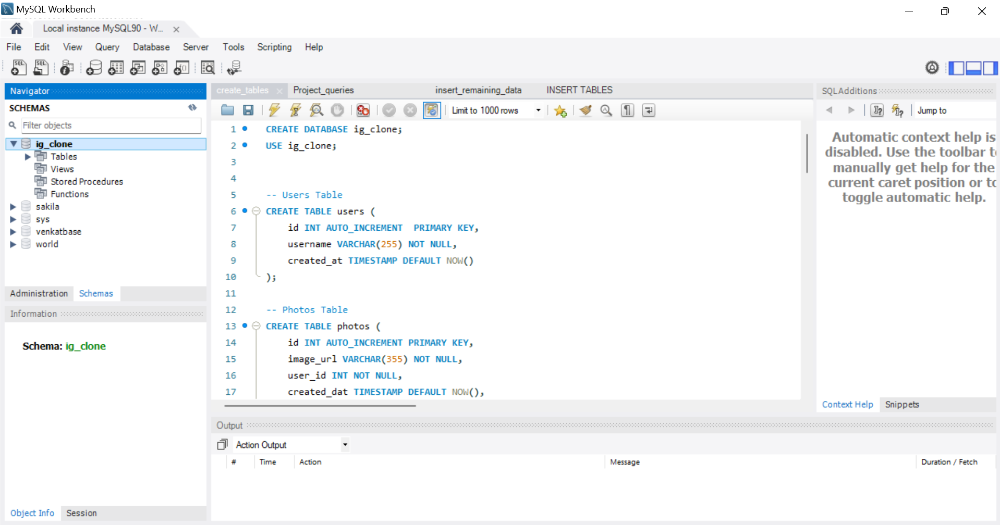 MySQL Workbench
Local instance MySQL90 - W...
File Edit View Query Database Server Tools Scripting Help
Navigator
SCHEMAS
Filter objects
ig_clone
Tables
Views
Stored Procedures
Functions
sakila
sys
venkatbase
world
Administration Schemas
Information
Schema: ig_clone
Object Info Session
create_tables Project_queries insert_remaining_data INSERT TABLES
Limit to 1000 rows
1 CREATE DATABASE ig_clone;
2 USE ig_clone;
3
4
5 -- Users Table
6 CREATE TABLE users (
7 id INT AUTO_INCREMENT  PRIMARY KEY,
8 username VARCHAR(255) NOT NULL,
9 created_at TIMESTAMP DEFAULT NOW()
10 );
11
12 -- Photos Table
13 CREATE TABLE photos (
14 id INT AUTO_INCREMENT PRIMARY KEY,
15 image_url VARCHAR(355) NOT NULL,
16 user_id INT NOT NULL,
17 created_dat TIMESTAMP DEFAULT NOW(),
Output
Action Output
# Time Action Message Duration / Fetch
SQLAdditions
Jump to
Automatic context help is
disabled. Use the toolbar t
manually get help for the
current caret position or to
toggle automatic help.
Context Help Snippets